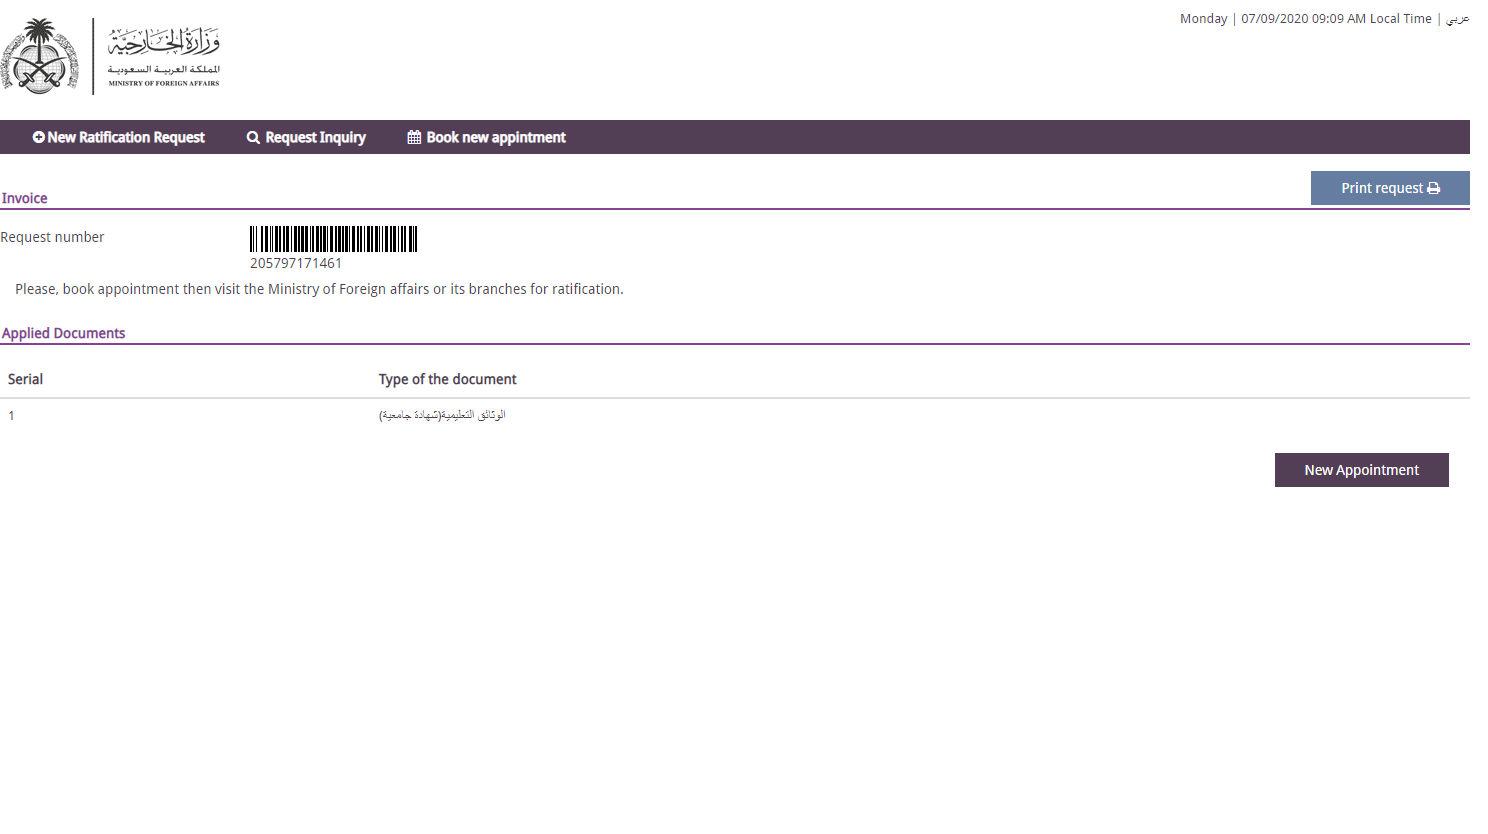 Monday | 07/09/2020 09:09 AM Local Time | عربي
وزارة الخارجية
المملكة العربية السعودية
MINISTRY OF FOREIGN AFFAIRS
New Ratification Request Request Inquiry Book new appintment
Print request
Invoice
Request number
205797171461
Please, book appointment then visit the Ministry of Foreign affairs or its branches for ratification.
Applied Documents
Serial Type of the document
1 الوثائق التعليمية(شهادة جامعية)
New Appointment